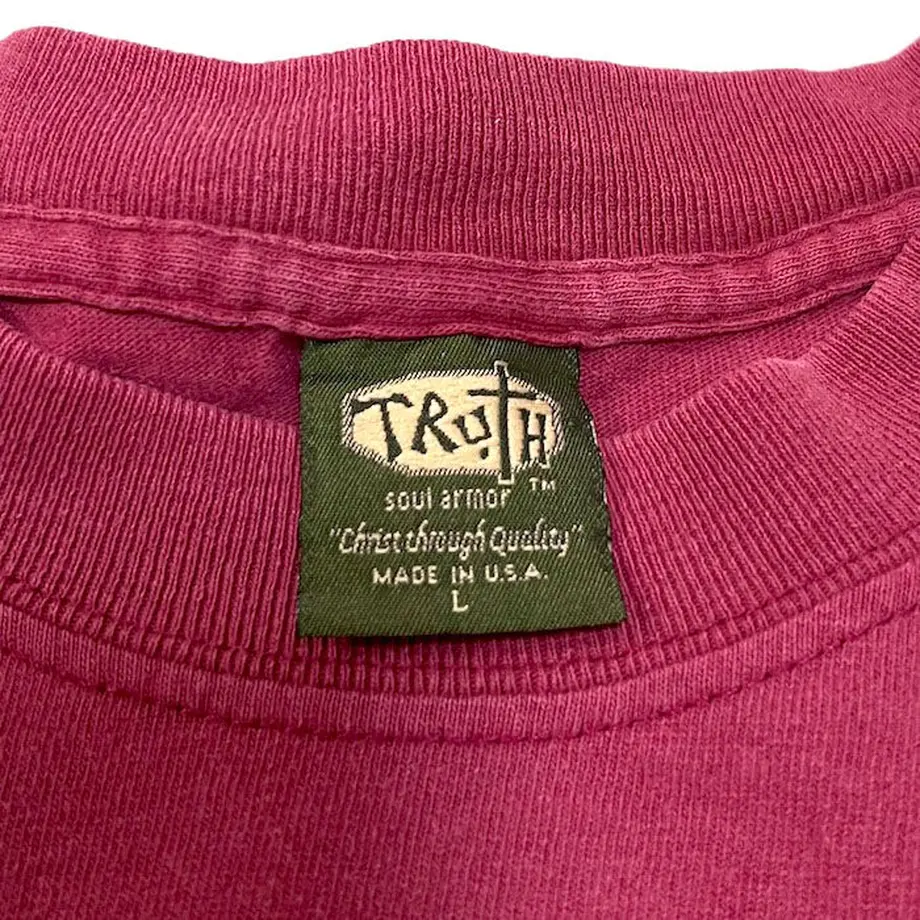 TRUTH
soul armor ™
"Christ through Quality"
MADE IN U.S.A.
L